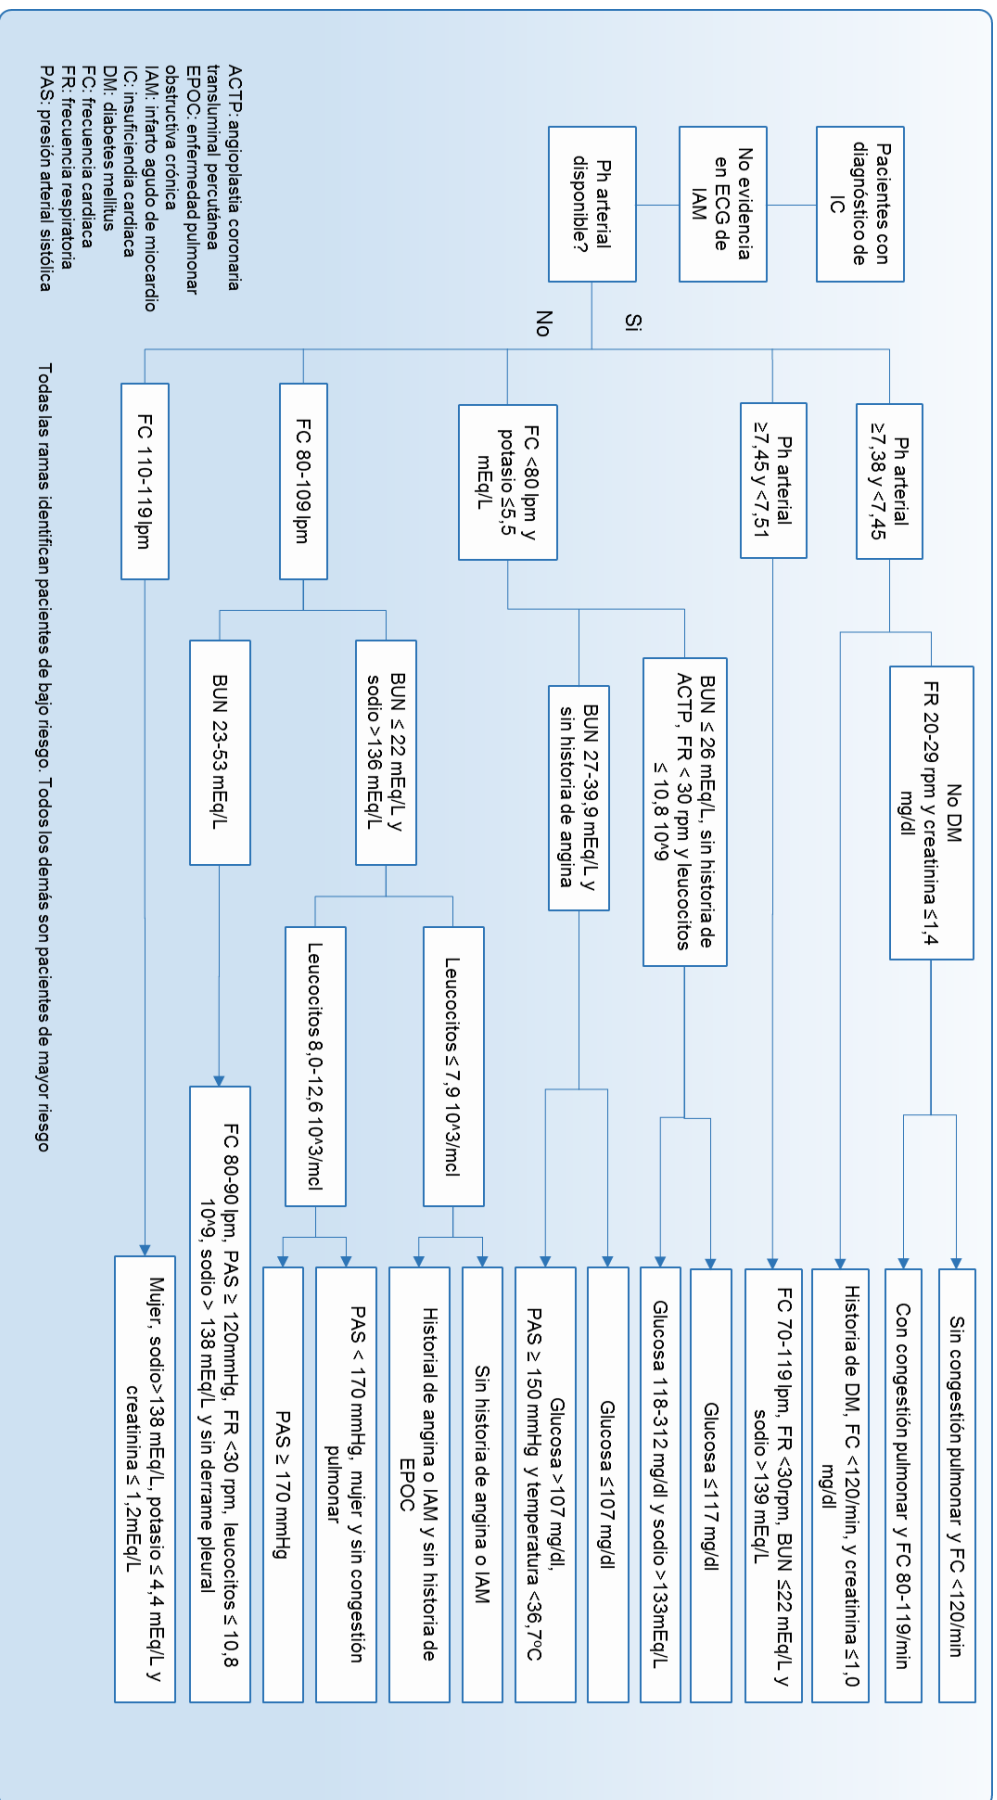 Pacientes con
diagnóstico de
IC
No evidencia
en ECG de
IAM
Ph arterial
disponible?
Si
No
Ph arterial
≥7,38 y <7,45
Ph arterial
≥7,45 y <7,51
FC <80 lpm y
potasio ≤5,5
mEq/L
FC 80-109 lpm
FC 110-119 lpm
No DM
FR 20-29 rpm y creatinina ≤1,4
mg/dl
BUN ≤ 26 mEq/L, sin historia de
ACTP, FR < 30 rpm y leucocitos
≤ 10,8 10^9
BUN 27-39,9 mEq/L y
sin historia de angina
BUN ≤ 22 mEq/L y
sodio >136 mEq/L
BUN 23-53 mEq/L
Leucocitos ≤ 7,9 10^3/mcl
Leucocitos 8,0-12,6 10^3/mcl
Sin congestión pulmonar y FC <120/min
Con congestión pulmonar y FC 80-119/min
Historia de DM, FC <120/min, y creatinina ≤1,0
mg/dl
FC 70-119 lpm, FR <30rpm, BUN ≤22 mEq/L y
sodio >139 mEq/L
Glucosa ≤117 mg/dl
Glucosa 118-312 mg/dl y sodio >133mEq/L
Glucosa ≤107 mg/dl
Glucosa >107 mg/dl,
PAS ≥ 150 mmHg y temperatura <36,7ºC
Sin historia de angina o IAM
Historial de angina o IAM y sin historia de
EPOC
PAS < 170 mmHg, mujer y sin congestión
pulmonar
PAS ≥ 170 mmHg
FC 80-90 lpm, PAS ≥ 120mmHg, FR <30 rpm, leucocitos ≤ 10,8
10^9, sodio > 138 mEq/L y sin derrame pleural
Mujer, sodio>138 mEq/L, potasio ≤ 4,4 mEq/L y
creatinina ≤ 1,2mEq/L
ACTP: angioplastia coronaria
transluminal percutánea
EPOC: enfermedad pulmonar
obstructiva crónica
IAM: infarto agudo de miocardio
IC: insuficiendia cardiaca
DM: diabetes mellitus
FC: frecuencia cardiaca
FR: frecuencia respiratoria
PAS: presión arterial sistólica
Todas las ramas identifican pacientes de bajo riesgo. Todos los demás son pacientes de mayor riesgo